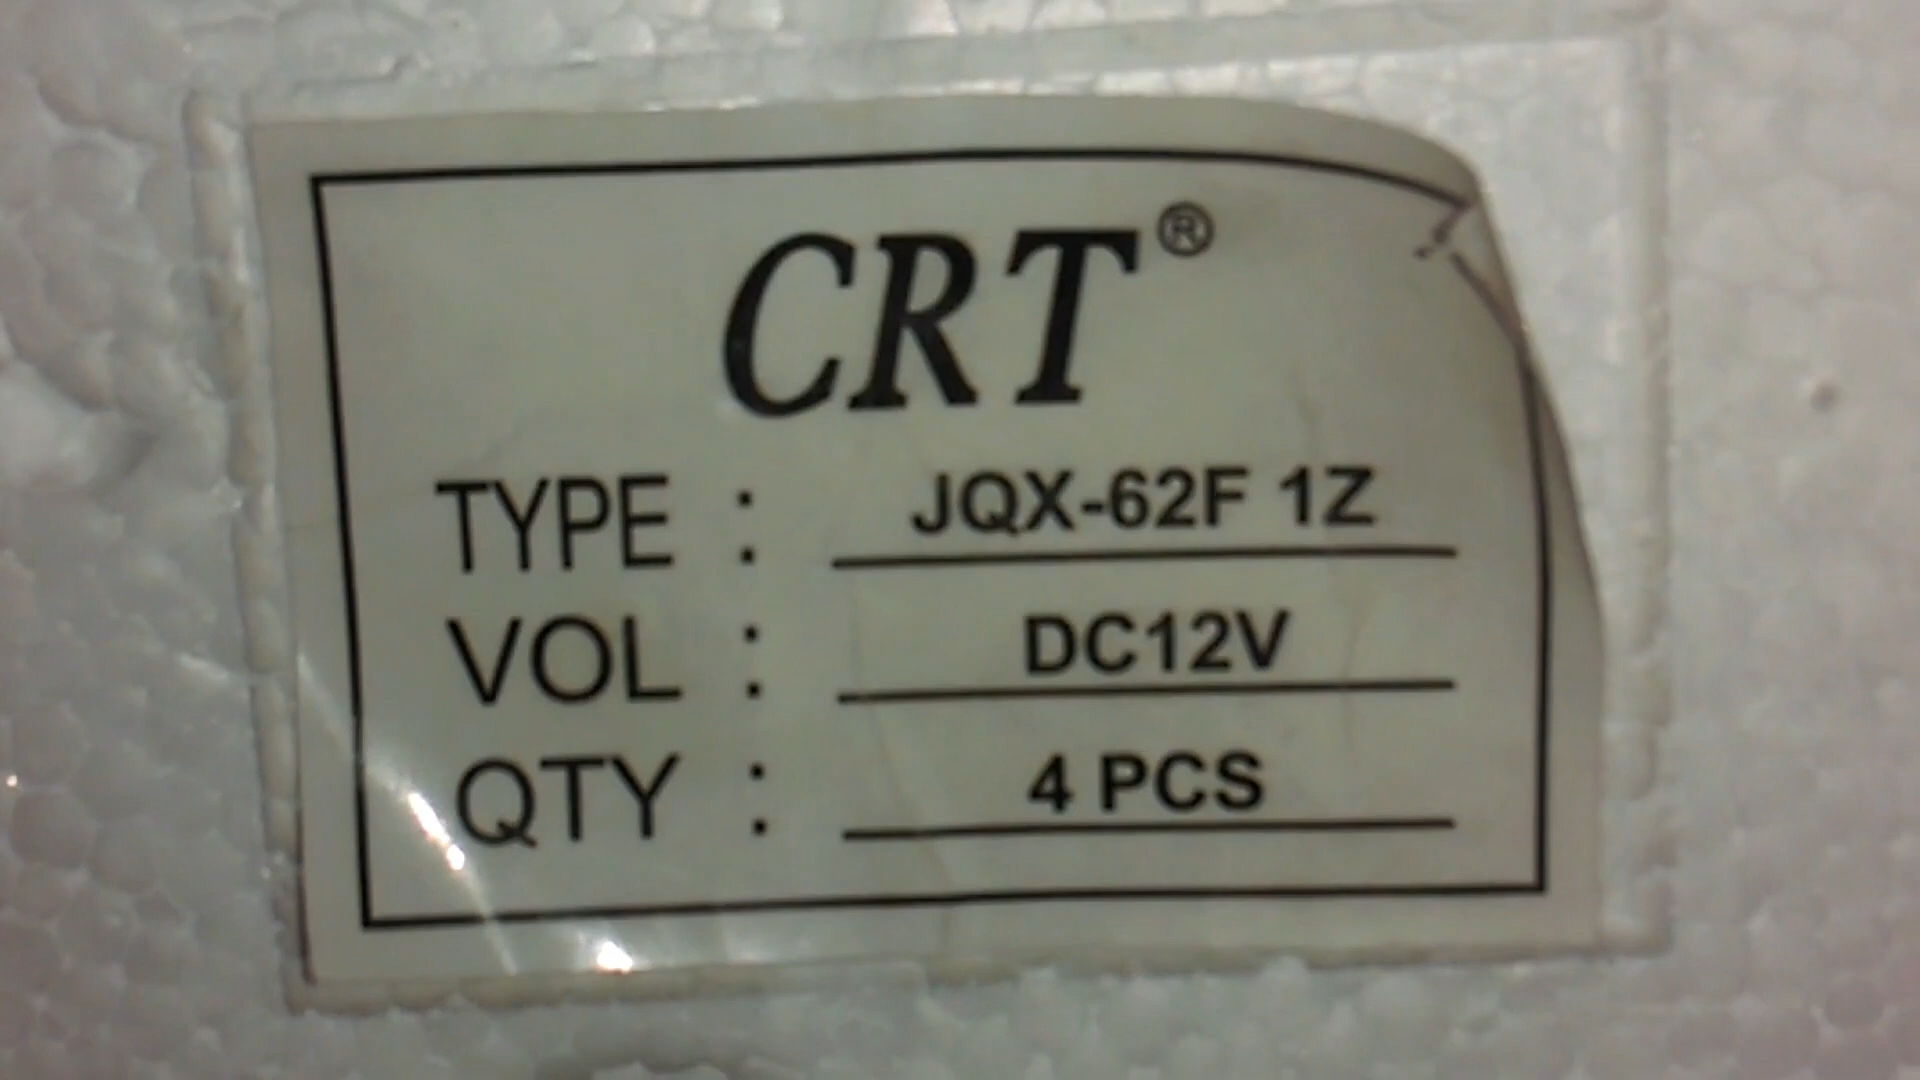 CRT®
TYPE : JQX-62F 1Z
VOL : DC12V
QTY : 4 PCS